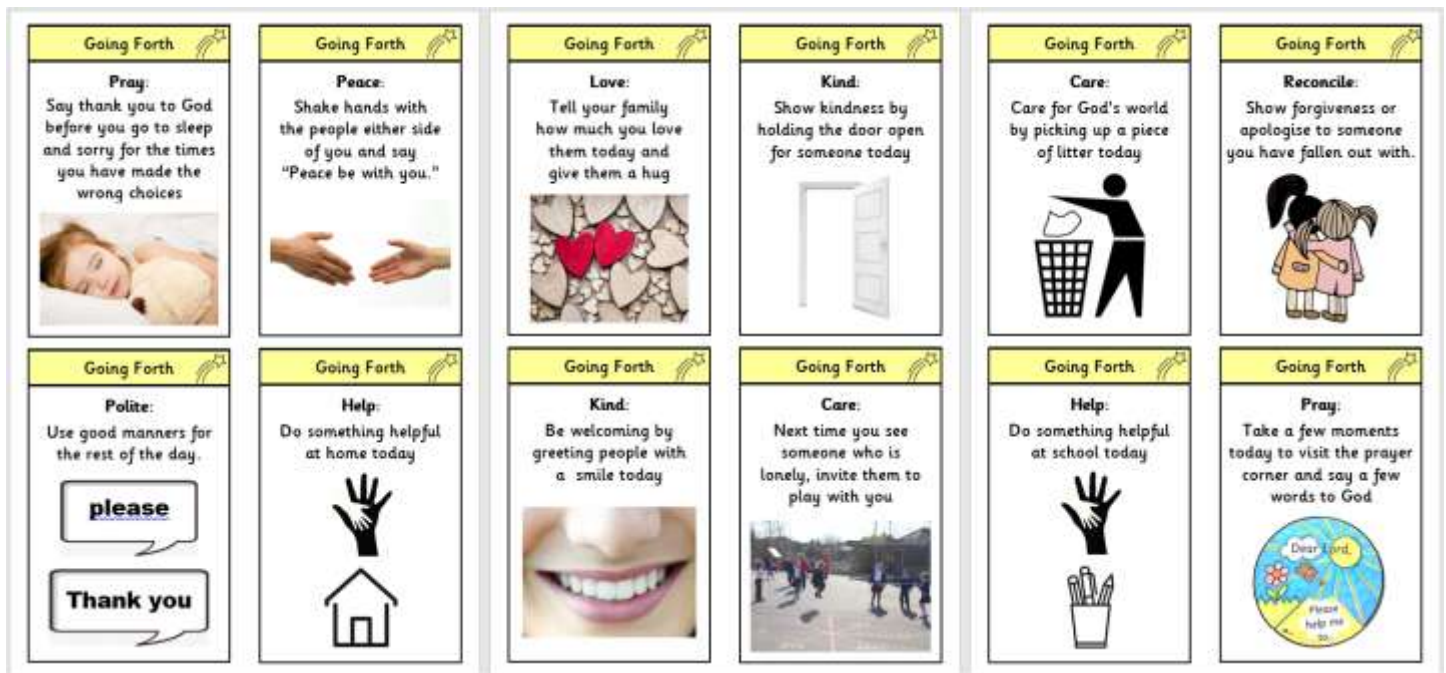 Going Forth
Pray:
Say thank you to God
before you go to sleep
and sorry for the times
you have made the
wrong choices
Going Forth
Peace:
Shake hands with
the people either side
of you and say
“Peace be with you.”
Going Forth
Love:
Tell your family
how much you love
them today and
give them a hug
Going Forth
Kind:
Show kindness by
holding the door open
for someone today
Going Forth
Care:
Care for God's world
by picking up a piece
of litter today
Going Forth
Reconcile:
Show forgiveness or
apologise to someone
you have fallen out with.
Going Forth
Polite:
Use good manners for
the rest of the day.
please
Thank you
Going Forth
Help:
Do something helpful
at home today
Going Forth
Kind:
Be welcoming by
greeting people with
a smile today
Going Forth
Care:
Next time you see
someone who is
lonely, invite them to
play with you
Going Forth
Help:
Do something helpful
at school today
Going Forth
Pray:
Take a few moments
today to visit the prayer
corner and say a few
words to God
Dear Lord,
Please
help me
to..